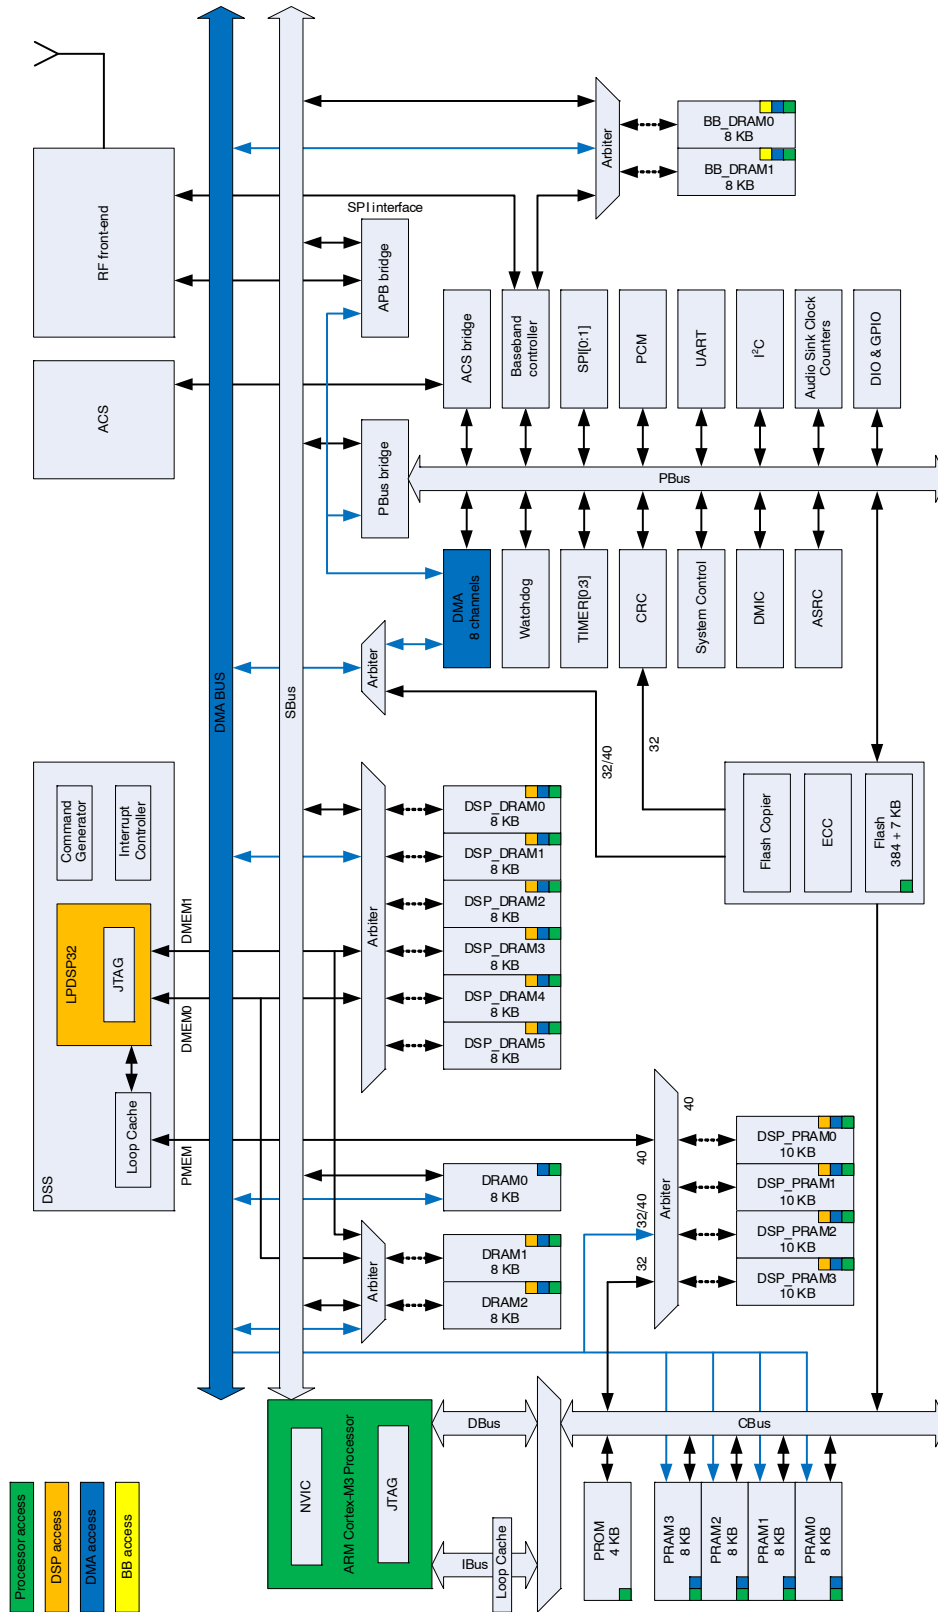 BB_DRAM0
8 KB
BB_DRAM1
8 KB
Arbiter
SPI interface
RF front-end
APB bridge
ACS
ACS bridge
Baseband
controller
SPI[0:1]
PCM
UART
I²C
Audio Sink Clock
Counters
DIO & GPIO
PBus bridge
PBus
DMA
8 channels
Watchdog
TIMER[0:3]
CRC
System Control
DMIC
ASRC
Arbiter
DMA BUS
SBus
32/40
32
Flash Copier
ECC
Flash
384 + 7 KB
DSS
Command
Generator
Interrupt
Controller
LPDSP32
JTAG
Loop Cache
DMEM1
DMEM0
PMEM
Arbiter
DSP_DRAM0
8 KB
DSP_DRAM1
8 KB
DSP_DRAM2
8 KB
DSP_DRAM3
8 KB
DSP_DRAM4
8 KB
DSP_DRAM5
8 KB
40
40
32/40
32
Arbiter
DSP_PRAM0
10 KB
DSP_PRAM1
10 KB
DSP_PRAM2
10 KB
DSP_PRAM3
10 KB
DRAM0
8 KB
Arbiter
DRAM1
8 KB
DRAM2
8 KB
ARM Cortex-M3 Processor
NVIC
JTAG
DBus
IBus
Loop Cache
CBus
PROM
4 KB
PRAM3
8 KB
PRAM2
8 KB
PRAM1
8 KB
PRAM0
8 KB
Processor access
DSP access
DMA access
BB access